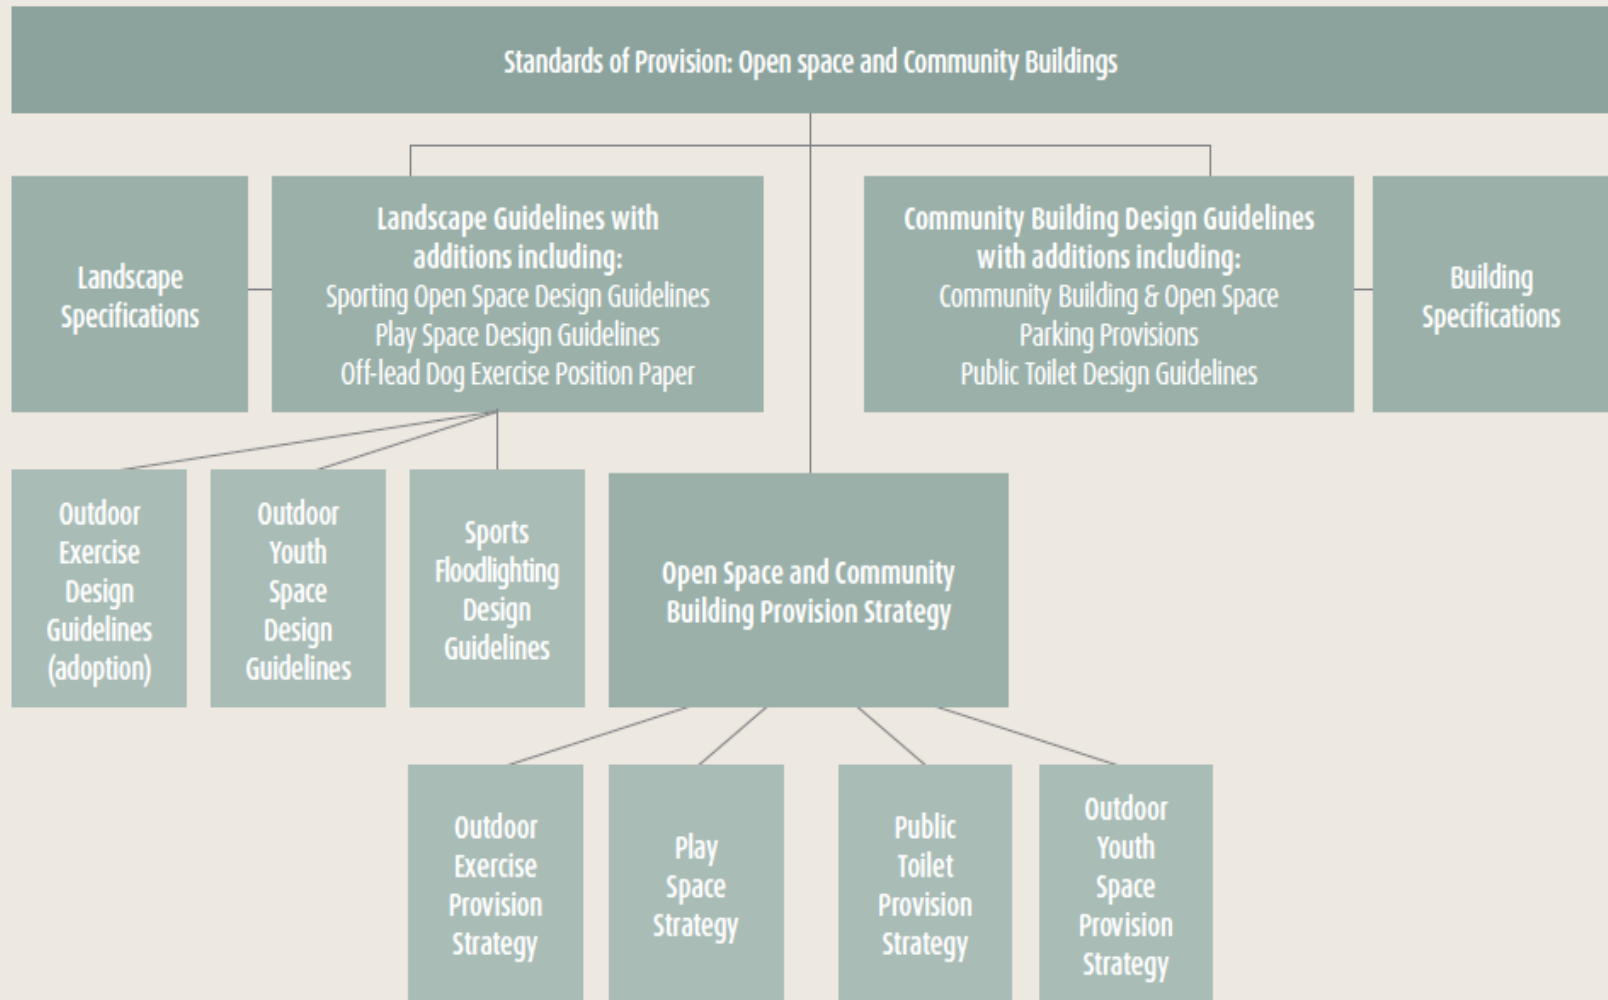 Standards of Provision: Open space and Community Buildings
Landscape
Specifications
Landscape Guidelines with
additions including:
Sporting Open Space Design Guidelines
Play Space Design Guidelines
Off-lead Dog Exercise Position Paper
Community Building Design Guidelines
with additions including:
Community Building & Open Space
Parking Provisions
Public Toilet Design Guidelines
Building
Specifications
Outdoor
Exercise
Design
Guidelines
(adoption)
Outdoor
Youth
Space
Design
Guidelines
Sports
Floodlighting
Design
Guidelines
Open Space and Community
Building Provision Strategy
Outdoor
Exercise
Provision
Strategy
Play
Space
Strategy
Public
Toilet
Provision
Strategy
Outdoor
Youth
Space
Provision
Strategy